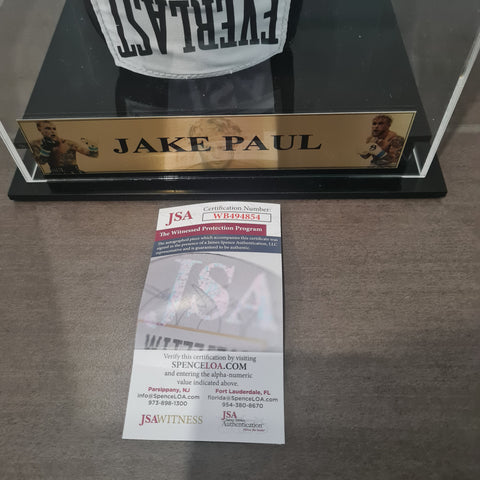 EVERLAST
JAKE PAUL
JSA
Certification Number:
WB494854
The Witnessed Protection Program
The autographed piece which accompanies this certificate was
signed in the presence of a James Spence Authentication, LLC
representative and is guaranteed to be authentic.
JSA
Verify this certification by visiting
SPENCELOA.COM
and entering the alpha-numeric
value indicated above.
Parsippany, NJ
info@SpenceLOA.com
973-898-1300
Fort Lauderdale, FL
florida@SpenceLOA.com
954-380-8670
JSAWITNESS
JSA
Authentication